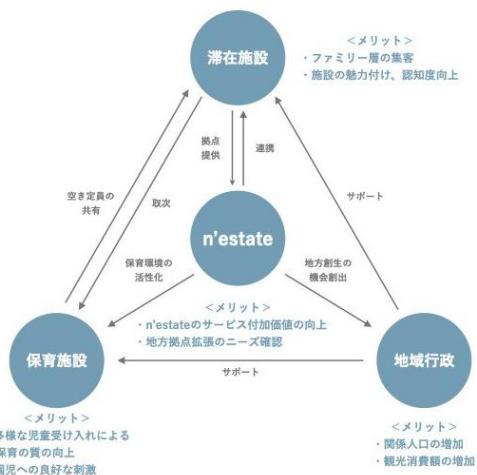 ＜メリット＞
・ファミリー層の集客
・施設の魅力付け、認知度向上
滞在施設
拠点
提供
連携
空き定員の
共有
取次
サポート
n'estate
保育環境の
活性化
地方創生の
機会創出
＜メリット＞
・n'estateのサービス付加価値の向上
・地方拠点拡張のニーズ確認
保育施設
サポート
地域行政
＜メリット＞
多様な児童受け入れによる
保育の質の向上
園児への良好な刺激
＜メリット＞
・関係人口の増加
・観光消費額の増加